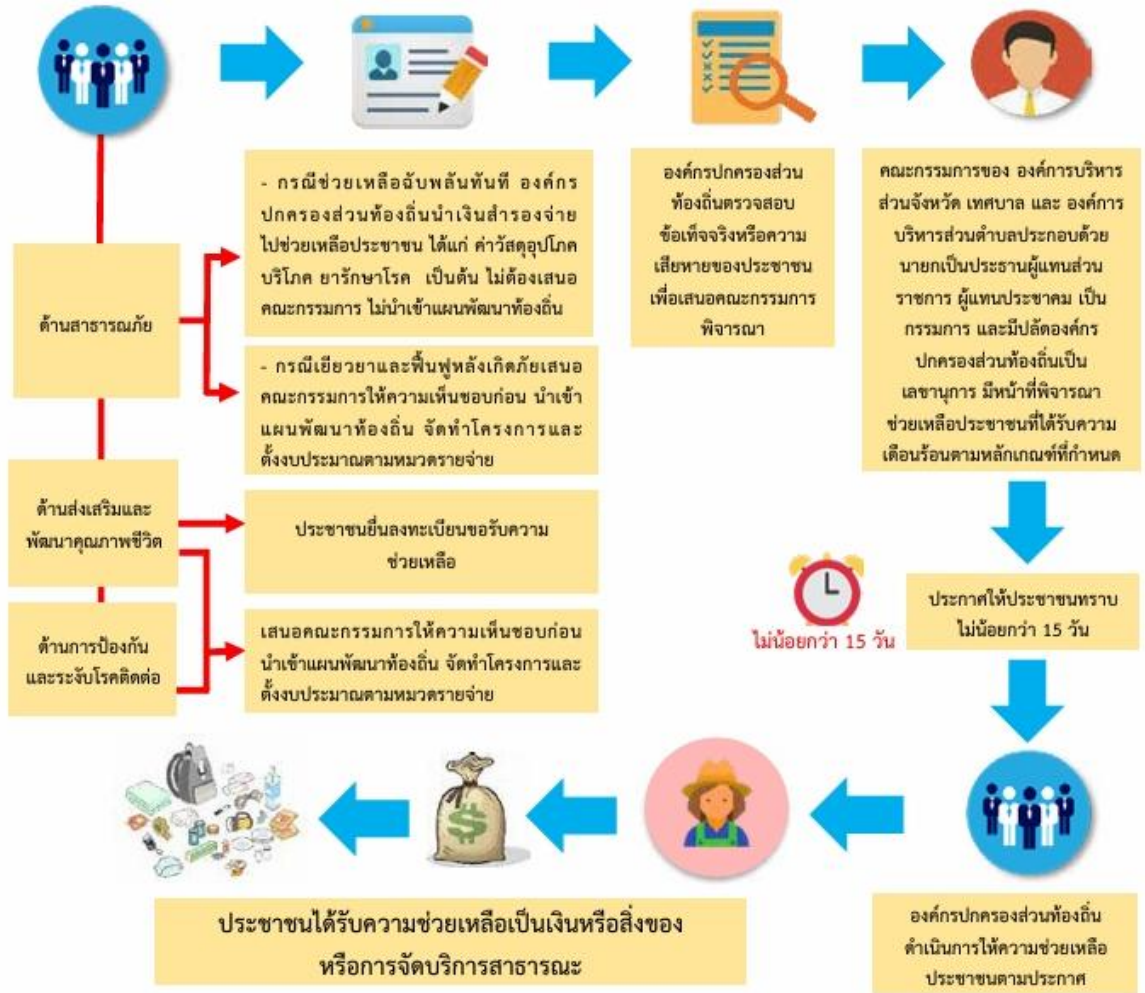 - กรณีช่วยเหลือฉับพลันทันที องค์กร
ปกครองส่วนท้องถิ่นนำเงินสำรองจ่าย
ไปช่วยเหลือประชาชน ได้แก่ ค่าวัสดุอุปโภค
บริโภค ยารักษาโรค เป็นต้น ไม่ต้องเสนอ
คณะกรรมการ ไม่นำเข้าแผนพัฒนาท้องถิ่น
องค์กรปกครองส่วน
ท้องถิ่นตรวจสอบ
ข้อเท็จจริงหรือความ
เสียหายของประชาชน
เพื่อเสนอคณะกรรมการ
พิจารณา
คณะกรรมการของ องค์การบริหาร
ส่วนจังหวัด เทศบาล และ องค์การ
บริหารส่วนตำบลประกอบด้วย
นายกเป็นประธานผู้แทนส่วน
ราชการ ผู้แทนประชาคม เป็น
กรรมการ และมีปลัดองค์กร
ปกครองส่วนท้องถิ่นเป็น
เลขานุการ มีหน้าที่พิจารณา
ช่วยเหลือประชาชนที่ได้รับความ
เดือนร้อนตามหลักเกณฑ์ที่กำหนด
ด้านสาธารณภัย
- กรณีเยียวยาและฟื้นฟูหลังเกิดภัยเสนอ
คณะกรรมการให้ความเห็นชอบก่อน นำเข้า
แผนพัฒนาท้องถิ่น จัดทำโครงการและ
ตั้งงบประมาณตามหมวดรายจ่าย
ด้านส่งเสริมและ
พัฒนาคุณภาพชีวิต
ประชาชนยื่นลงทะเบียนขอรับความ
ช่วยเหลือ
ด้านการป้องกัน
และระงับโรคติดต่อ
เสนอคณะกรรมการให้ความเห็นชอบก่อน
นำเข้าแผนพัฒนาท้องถิ่น จัดทำโครงการและ
ตั้งงบประมาณตามหมวดรายจ่าย
ไม่น้อยกว่า 15 วัน
ประกาศให้ประชาชนทราบ
ไม่น้อยกว่า 15 วัน
$
องค์กรปกครองส่วนท้องถิ่น
ดำเนินการให้ความช่วยเหลือ
ประชาชนตามประกาศ
ประชาชนได้รับความช่วยเหลือเป็นเงินหรือสิ่งของ
หรือการจัดบริการสาธารณะ